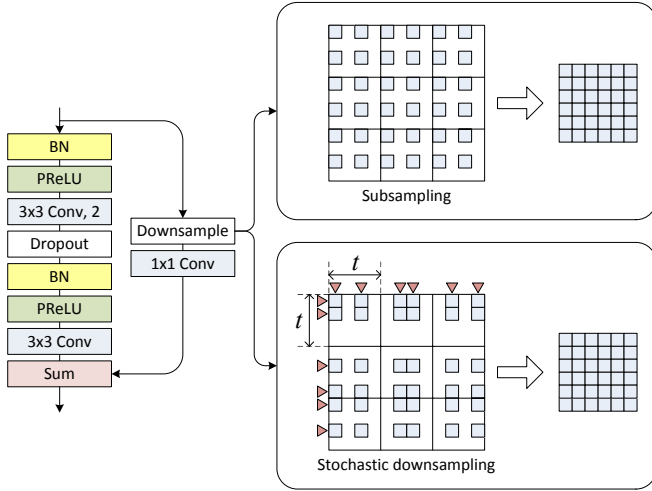 BN
PReLU
3x3 Conv, 2
Dropout
BN
PReLU
3x3 Conv
Sum
Downsample
1x1 Conv
Subsampling
t
t
Stochastic downsampling